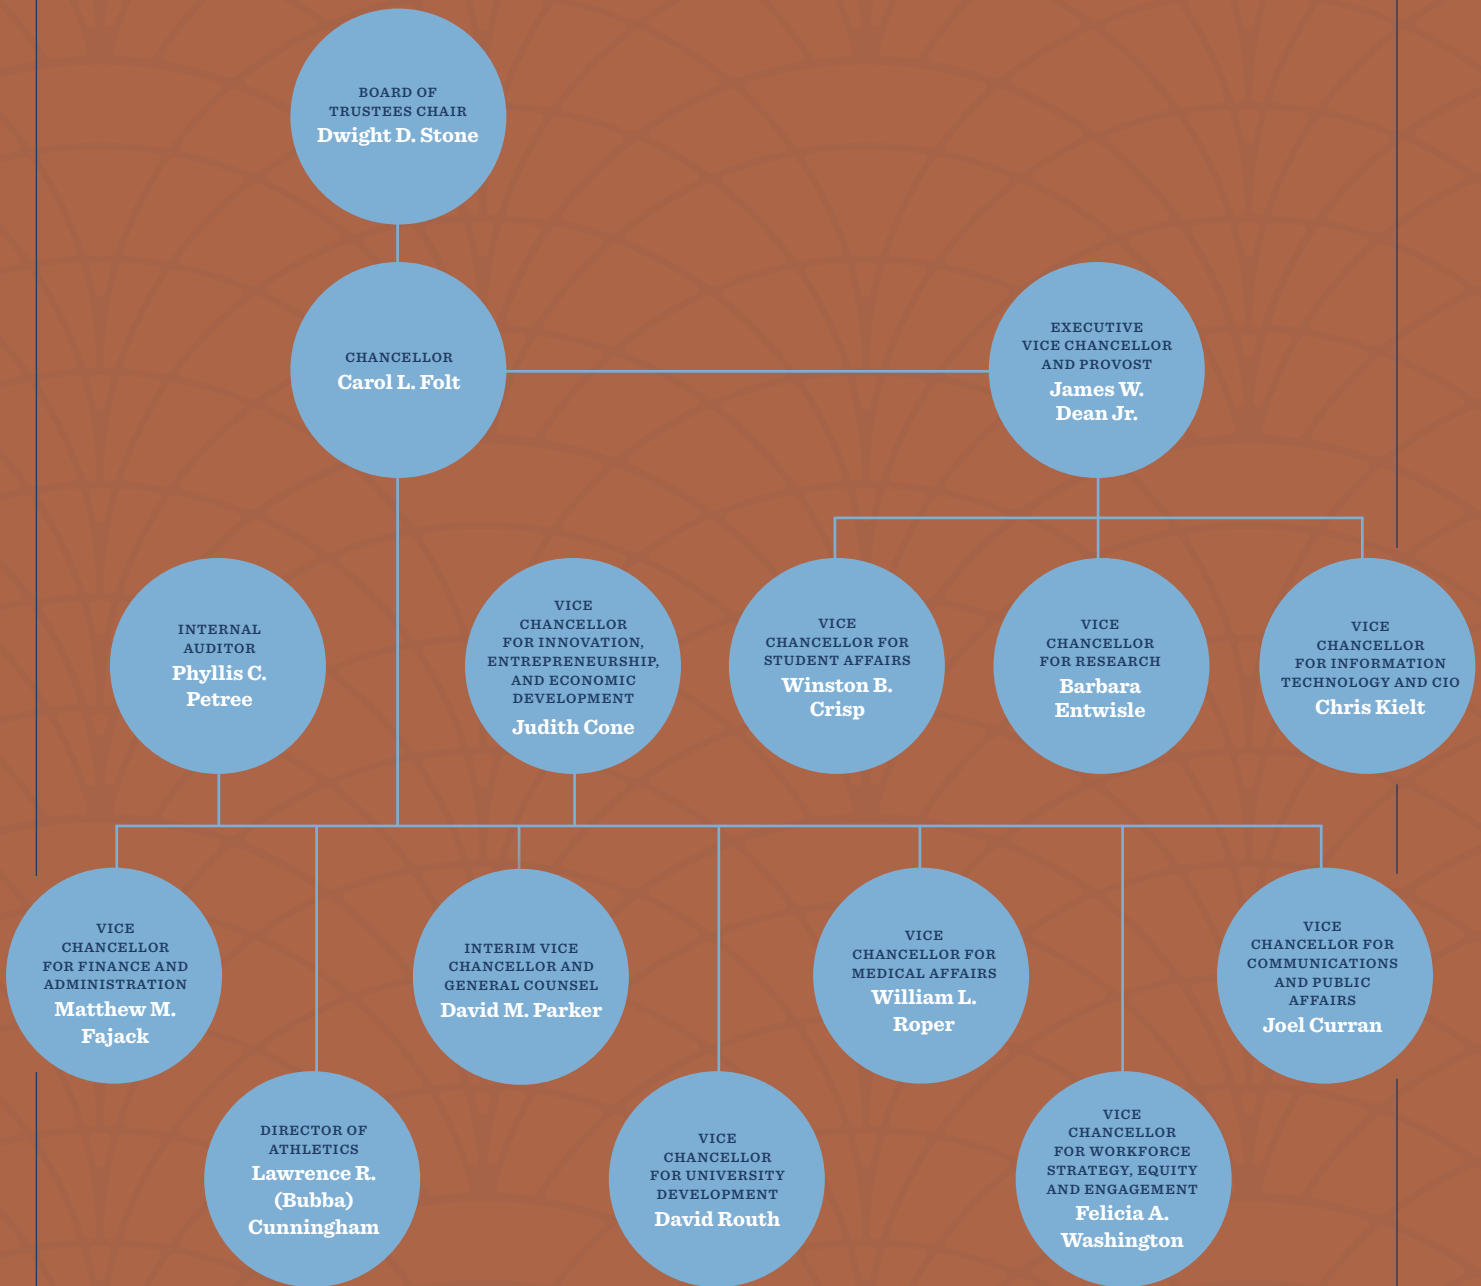 BOARD OF
TRUSTEES CHAIR
Dwight D. Stone
CHANCELLOR
Carol L. Folt
EXECUTIVE
VICE CHANCELLOR
AND PROVOST
James W.
Dean Jr.
INTERNAL
AUDITOR
Phyllis C.
Petree
VICE
CHANCELLOR
FOR INNOVATION,
ENTREPRENEURSHIP,
AND ECONOMIC
DEVELOPMENT
Judith Cone
VICE
CHANCELLOR FOR
STUDENT AFFAIRS
Winston B.
Crisp
VICE
CHANCELLOR
FOR RESEARCH
Barbara
Entwisle
VICE
CHANCELLOR
FOR INFORMATION
TECHNOLOGY AND CIO
Chris Kielt
VICE
CHANCELLOR
FOR FINANCE AND
ADMINISTRATION
Matthew M.
Fajack
INTERIM VICE
CHANCELLOR AND
GENERAL COUNSEL
David M. Parker
VICE
CHANCELLOR FOR
MEDICAL AFFAIRS
William L.
Roper
VICE
CHANCELLOR FOR
COMMUNICATIONS
AND PUBLIC
AFFAIRS
Joel Curran
DIRECTOR OF
ATHLETICS
Lawrence R.
(Bubba)
Cunningham
VICE
CHANCELLOR
FOR UNIVERSITY
DEVELOPMENT
David Routh
VICE
CHANCELLOR
FOR WORKFORCE
STRATEGY, EQUITY
AND ENGAGEMENT
Felicia A.
Washington